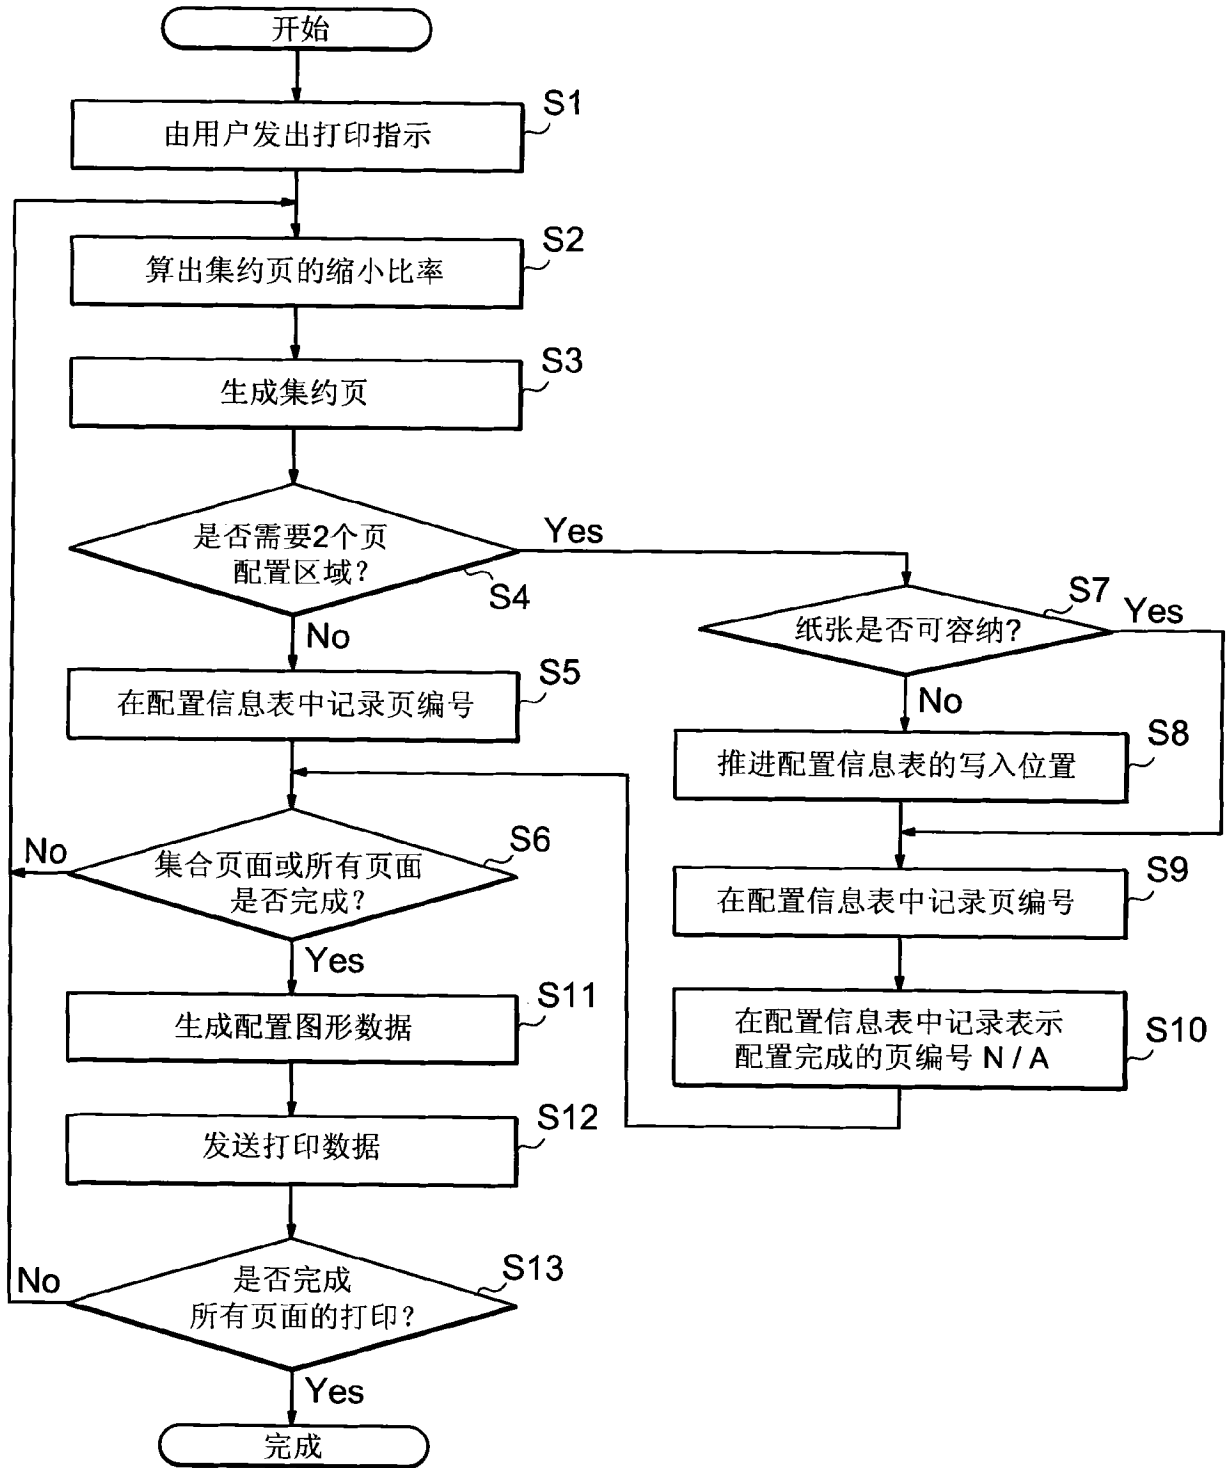 开始
S1
由用户发出打印指示
S2
算出集约页的缩小比率
S3
生成集约页
是否需要2个页
配置区域?
S4
Yes
No
S7
纸张是否可容纳?
Yes
No
S5
在配置信息表中记录页编号
S8
推进配置信息表的写入位置
S6
集合页面或所有页面
是否完成?
No
Yes
S9
在配置信息表中记录页编号
S10
在配置信息表中记录表示
配置完成的页编号 N / A
S11
生成配置图形数据
S12
发送打印数据
S13
是否完成
所有页面的打印?
No
Yes
完成